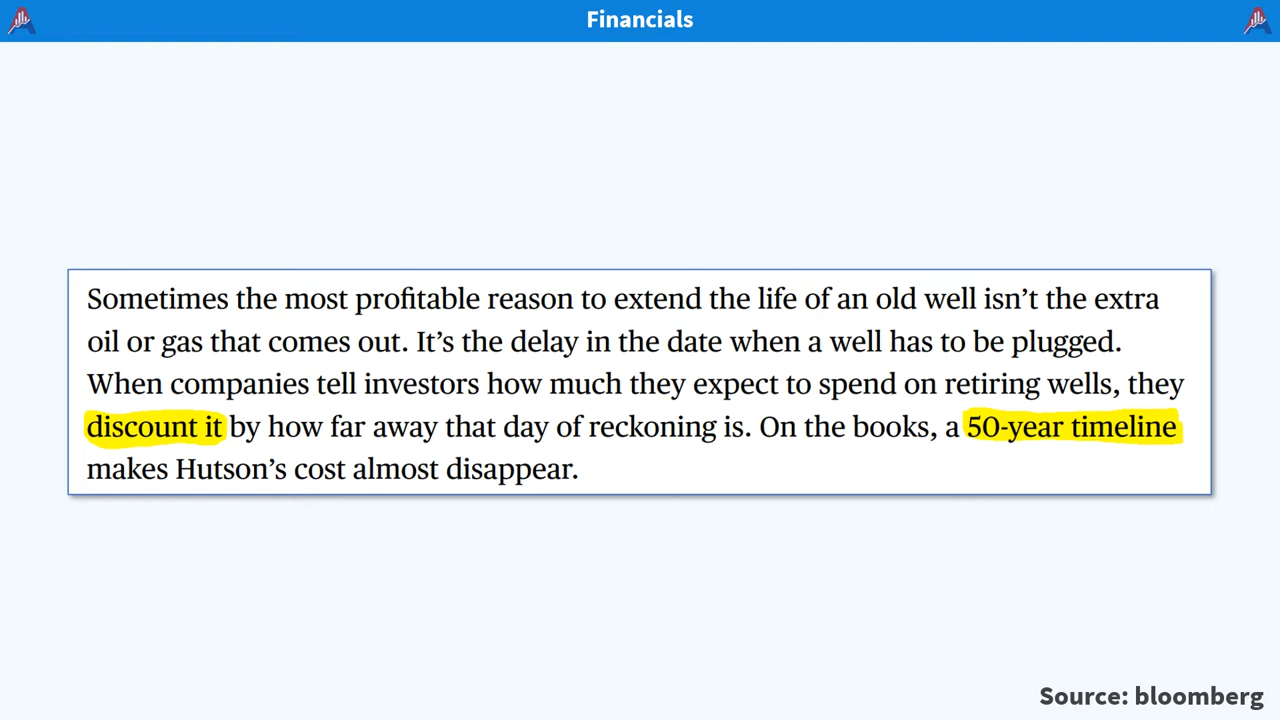 Financials
Sometimes the most profitable reason to extend the life of an old well isn’t the extra
oil or gas that comes out. It’s the delay in the date when a well has to be plugged.
When companies tell investors how much they expect to spend on retiring wells, they
discount it by how far away that day of reckoning is. On the books, a 50-year timeline
makes Hutson’s cost almost disappear.
Source: bloomberg